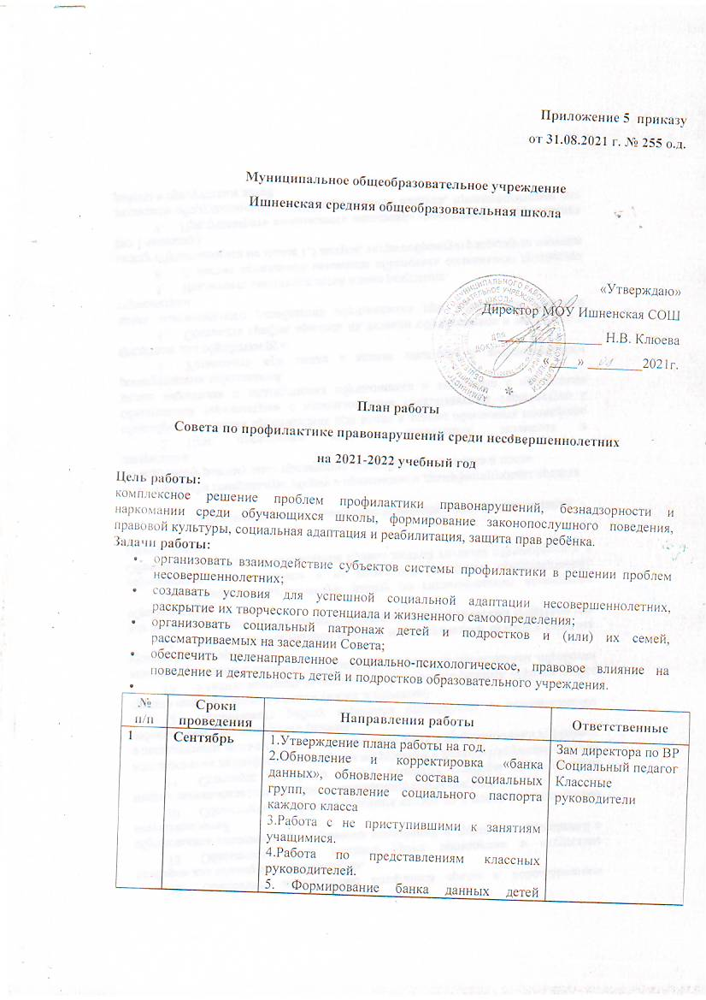 Приложение 5 приказу
от 31.08.2021 г. № 255 о.д.
Муниципальное общеобразовательное учреждение
Ишненская средняя общеобразовательная школа
«Утверждаю»
Директор МОУ Ишненская СОШ
______________ Н.В. Клюева
«____» ________2021г.
ДЛЯ
ДОКУМЕНТОВ
План работы
Совета по профилактике правонарушений среди несовершеннолетних
на 2021-2022 учебный год
Цель работы:
комплексное решение проблем профилактики правонарушений, безнадзорности и
наркомании среди обучающихся школы, формирование законопослушного поведения,
правовой культуры, социальная адаптация и реабилитация, защита прав ребёнка.
Задачи работы:
• организовать взаимодействие субъектов системы профилактики в решении проблем
несовершеннолетних;
• создавать условия для успешной социальной адаптации несовершеннолетних,
раскрытие их творческого потенциала и жизненного самоопределения;
• организовать социальный патронаж детей и подростков и (или) их семей,
рассматриваемых на заседании Совета;
• обеспечить целенаправленное социально-психологическое, правовое влияние на
поведение и деятельность детей и подростков образовательного учреждения.
•
№ п/п
Сроки проведения
Направления работы
Ответственные
1
Сентябрь
1.Утверждение плана работы на год.
2.Обновление и корректировка «банка
данных», обновление состава социальных
групп, составление социального паспорта
каждого класса
3.Работа с не приступившими к занятиям
учащимися.
4.Работа по представлениям классных
руководителей.
5. Формирование банка данных детей
Зам директора по ВР
Социальный педагог
Классные
руководители